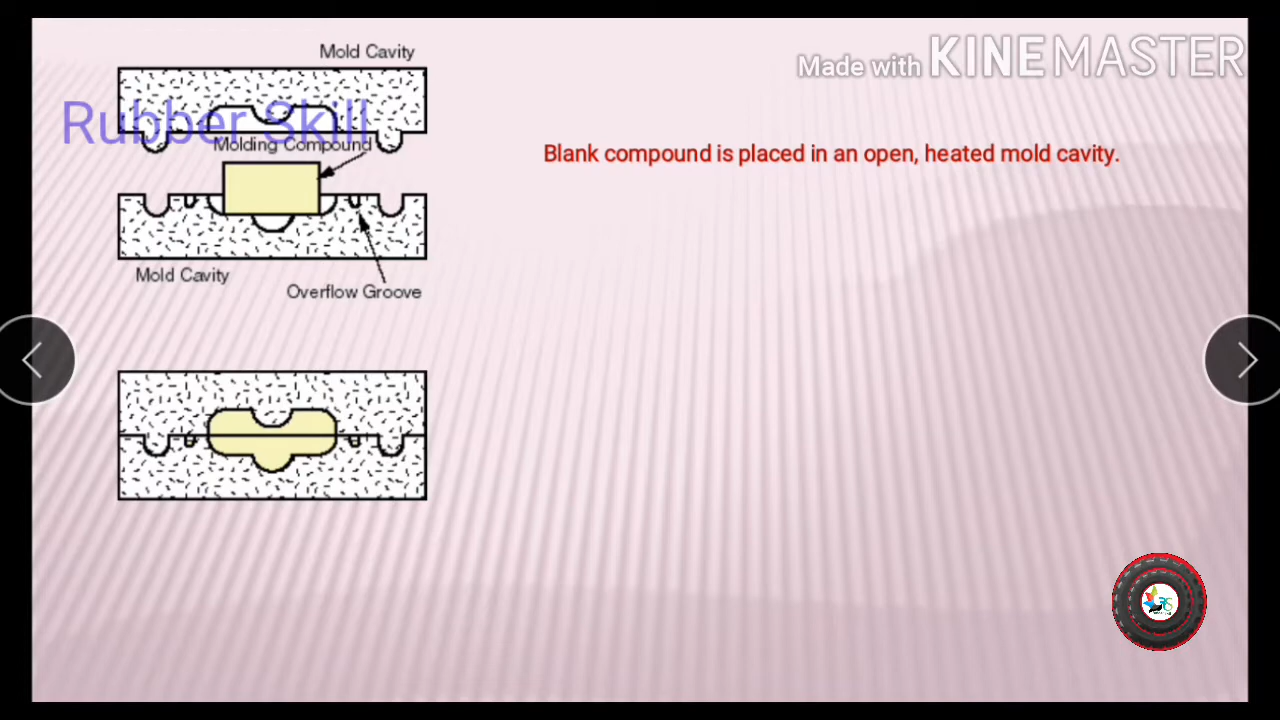 Mold Cavity
Made with KINEMASTER
Rubber Skill
Molding Compound
Blank compound is placed in an open, heated mold cavity.
Mold Cavity
Overflow Groove